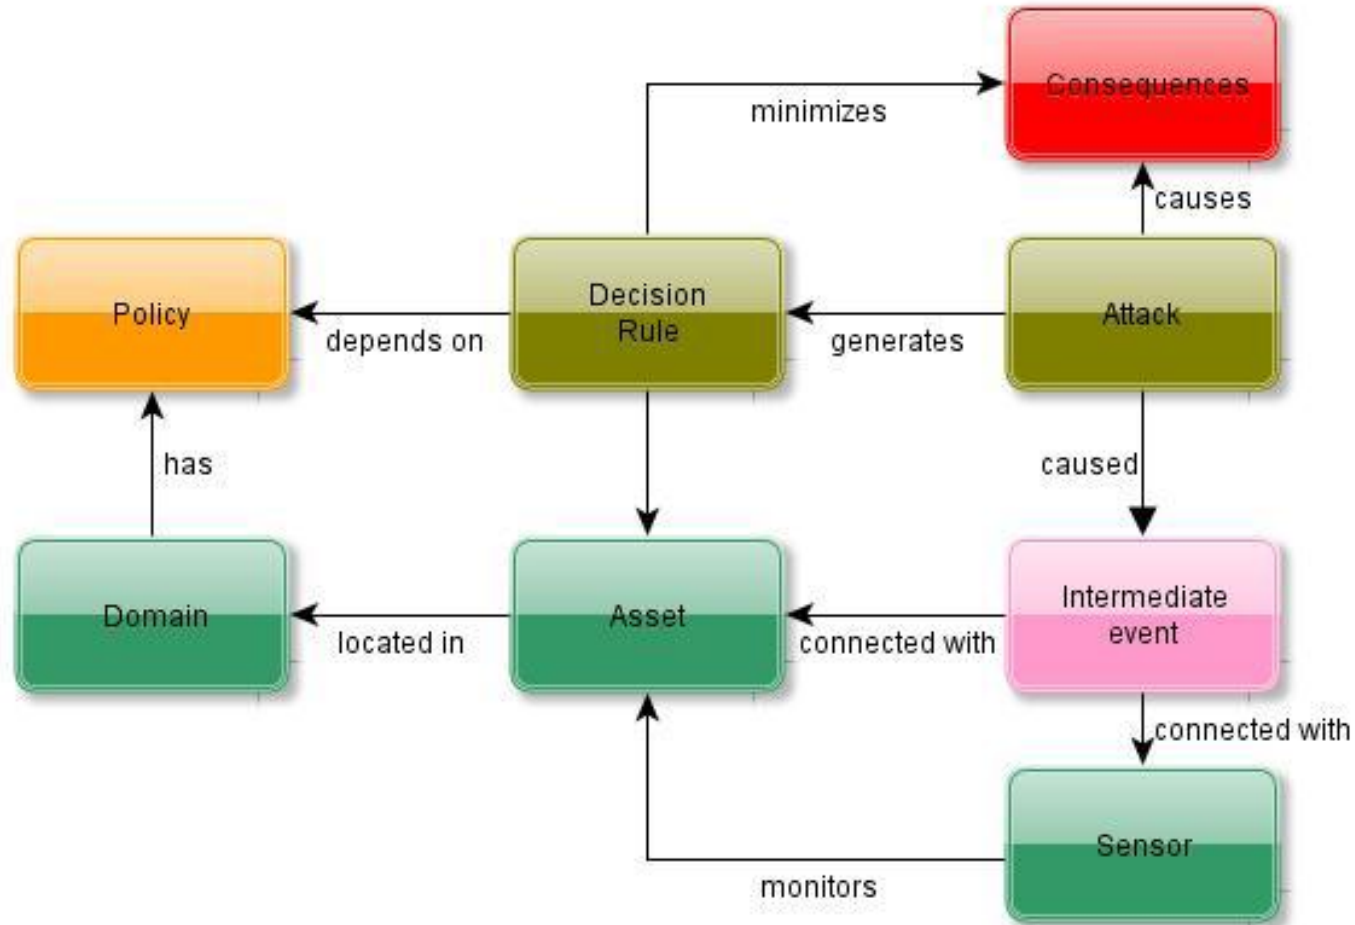 Consequences
minimizes
causes
Policy
Decision
Rule
Attack
depends on
generates
has
caused
Domain
Asset
Intermediate
event
located in
connected with
connected with
Sensor
monitors